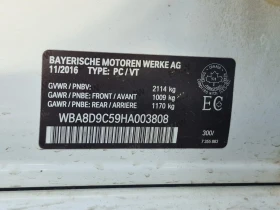 BAYERISCHE MOTOREN WERKE AG
11/2016 TYPE: PC / VT
GVWR / PNBV: 2114 kg
GAWR / PNBE: FRONT / AVANT 1009 kg
GAWR / PNBE: REAR / ARRIERE 1170 kg
WBA8D9C59HA003808
EC
300I